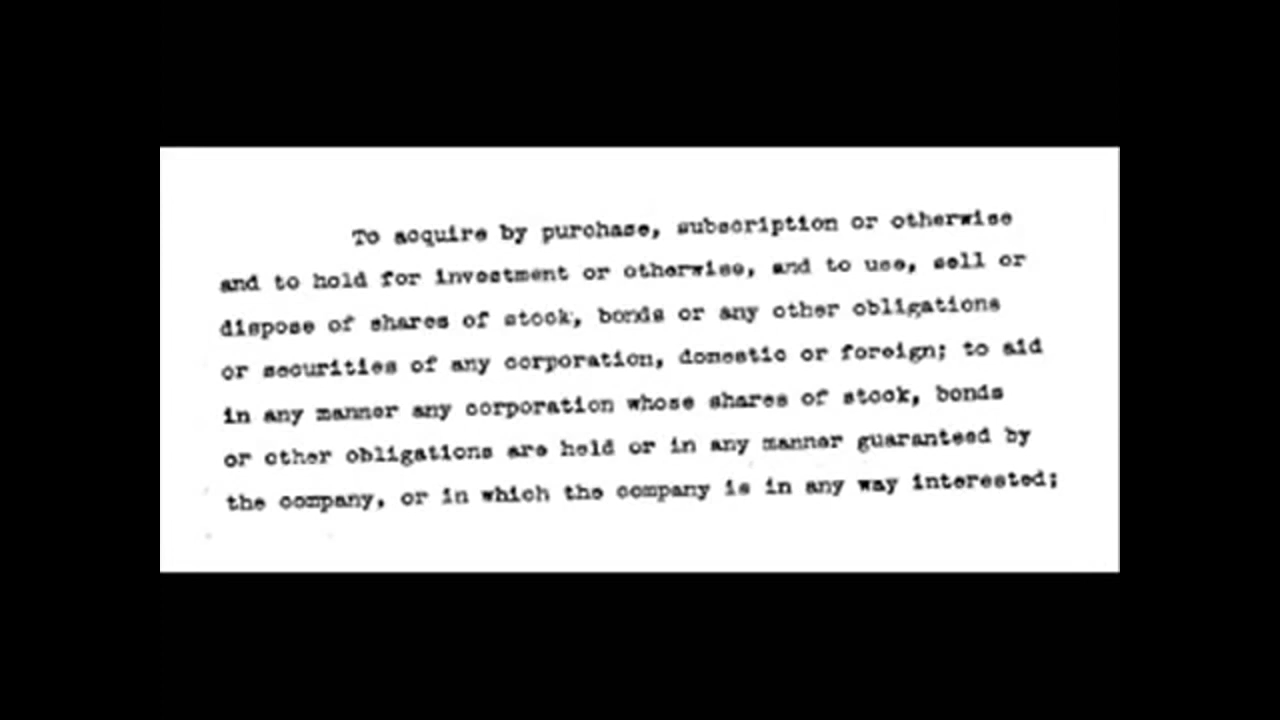 To acquire by purchase, subscription or otherwise
and to hold for investment or otherwise, and to use, sell or
dispose of shares of stock, bonds or any other obligations
or securities of any corporation, domestic or foreign; to aid
in any manner any corporation whose shares of stock, bonds
or other obligations are held or in any manner guaranteed by
the company, or in which the company is in any way interested;